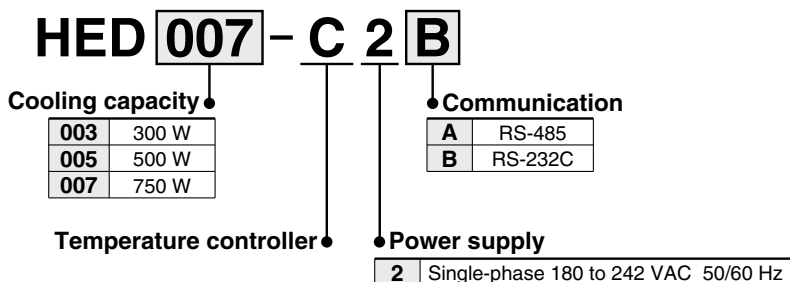 HED 007 - C 2 B
Cooling capacity
003 300 W
005 500 W
007 750 W
Communication
A RS-485
B RS-232C
Temperature controller
Power supply
2 Single-phase 180 to 242 VAC 50/60 Hz